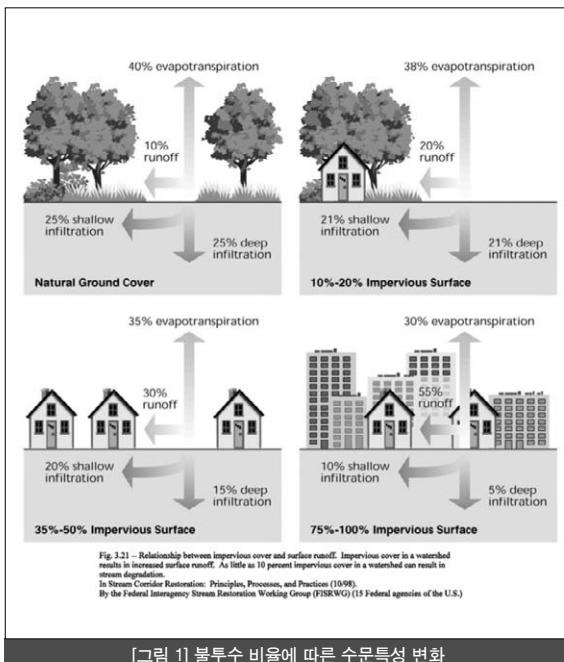 40% evapotranspiration
10%
runoff
25% shallow
infiltration
25% deep
infiltration
Natural Ground Cover
38% evapotranspiration
20%
runoff
21% shallow
infiltration
21% deep
infiltration
10%-20% Impervious Surface
35% evapotranspiration
30%
runoff
20% shallow
infiltration
15% deep
infiltration
35%-50% Impervious Surface
30% evapotranspiration
55%
runoff
10% shallow
infiltration
5% deep
infiltration
75%-100% Impervious Surface
Fig. 3.21 – Relationship between impervious cover and surface runoff. Impervious cover in a watershed
results in increased surface runoff. As little as 10 percent impervious cover in a watershed can result in
stream degradation.
In Stream Corridor Restoration: Principles, Processes, and Practices (10/98).
By the Federal Interagency Stream Restoration Working Group (FISRWG) (15 Federal agencies of the U.S.)
[그림 1] 불투수 비율에 따른 수문특성 변화